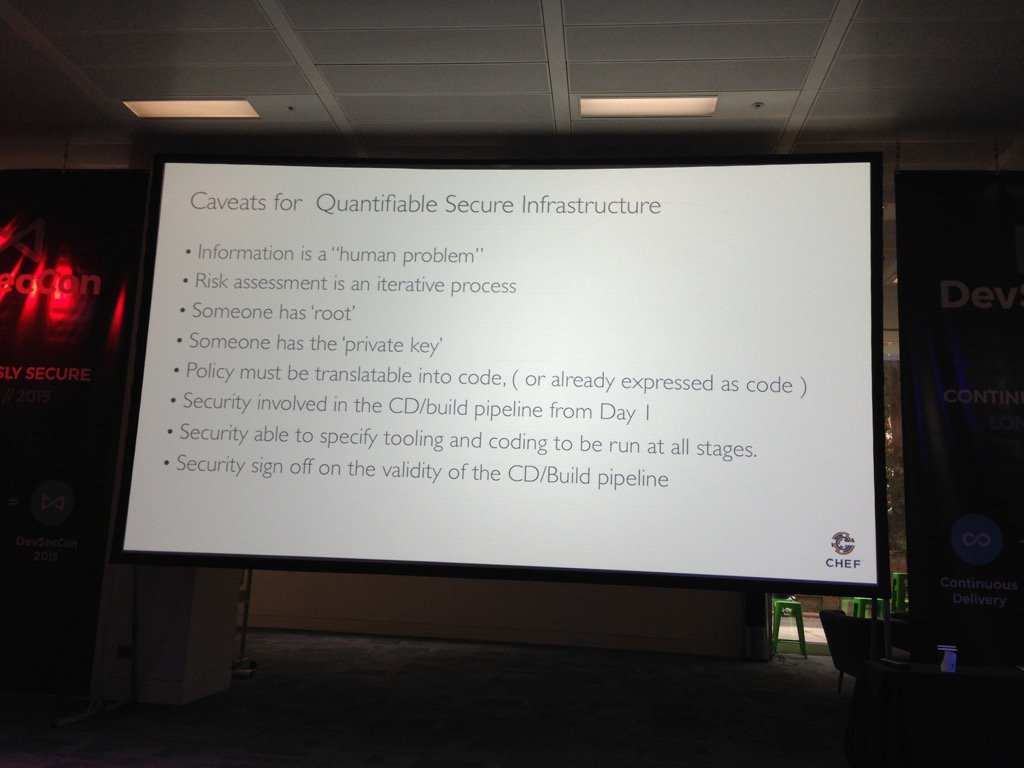 Caveats for Quantifiable Secure Infrastructure
• Information is a “human problem”
• Risk assessment is an iterative process
• Someone has ‘root’
• Someone has the ‘private key’
• Policy must be translatable into code, ( or already expressed as code )
• Security involved in the CD/build pipeline from Day 1
• Security able to specify tooling and coding to be run at all stages.
• Security sign off on the validity of the CD/Build pipeline
CHEF
ecCon
SLY SECURE
// 2015
=
DevSecCon
2015
DevS
CONTINU
LON
Continuous
Delivery